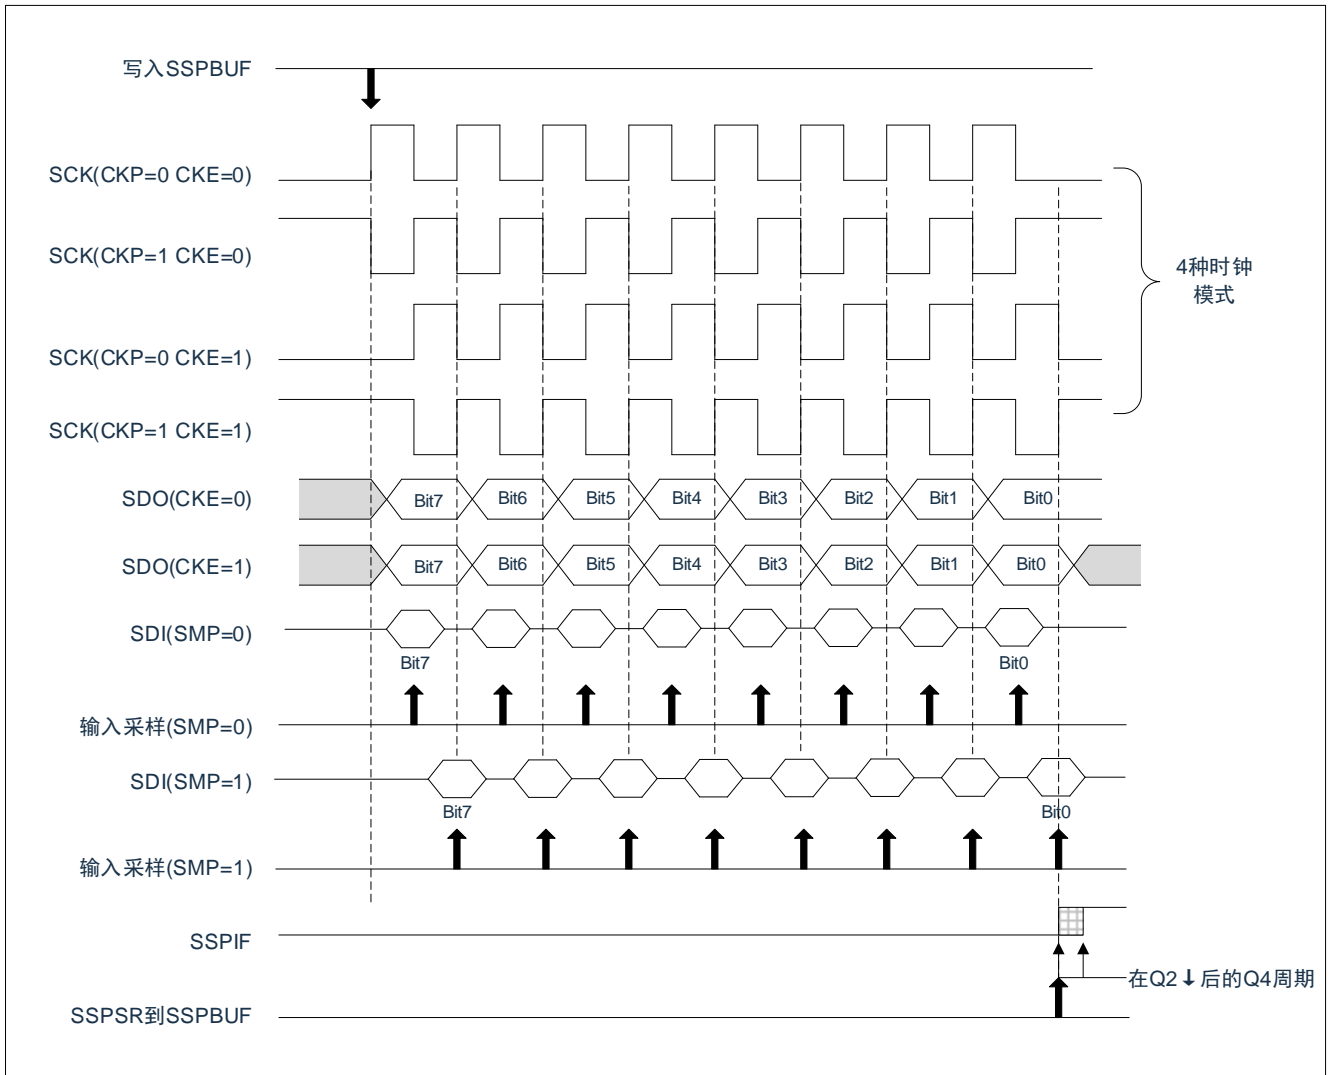 写入SSPBUF
SCK(CKP=0 CKE=0)
SCK(CKP=1 CKE=0)
4种时钟
模式
SCK(CKP=0 CKE=1)
SCK(CKP=1 CKE=1)
SDO(CKE=0) Bit7 Bit6 Bit5 Bit4 Bit3 Bit2 Bit1 Bit0
SDO(CKE=1) Bit7 Bit6 Bit5 Bit4 Bit3 Bit2 Bit1 Bit0
SDI(SMP=0)
Bit7 Bit0
输入采样(SMP=0)
SDI(SMP=1)
Bit7 Bit0
输入采样(SMP=1)
SSPIF
在Q2↓后的Q4周期
SSPSR到SSPBUF